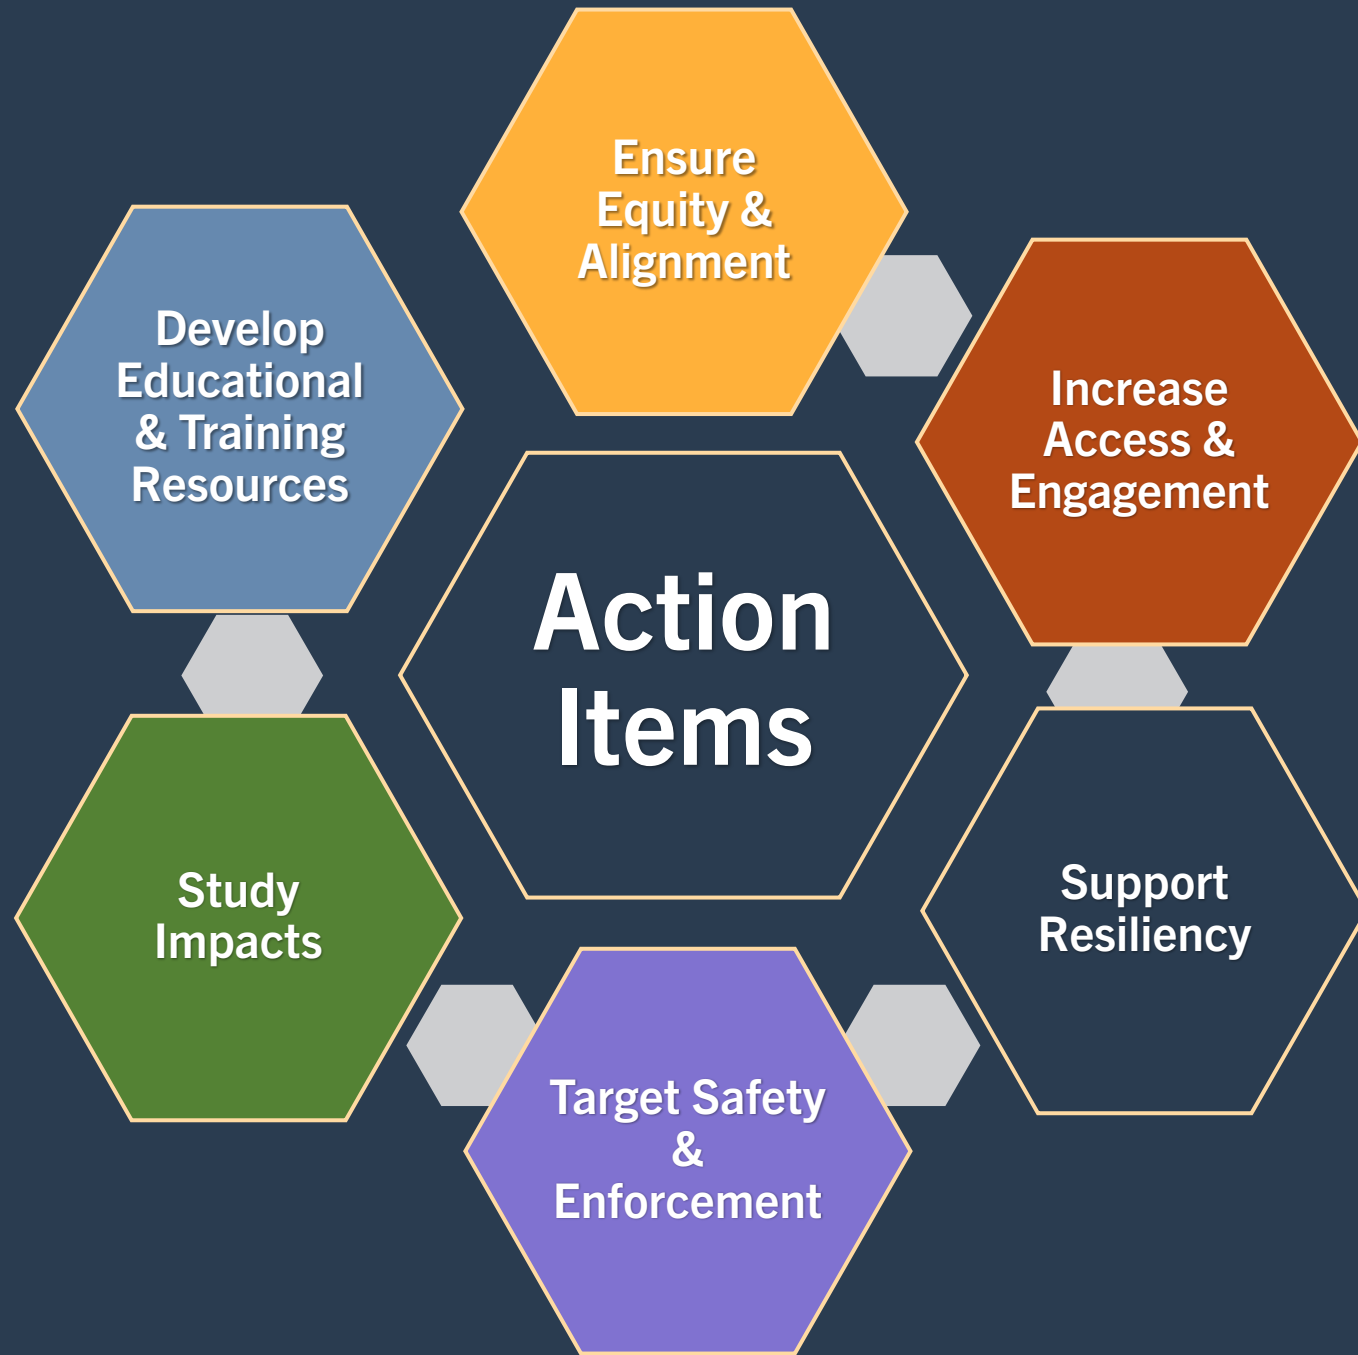 Ensure
Equity &
Alignment
Increase
Access &
Engagement
Support
Resiliency
Target Safety
&
Enforcement
Study
Impacts
Develop
Educational
& Training
Resources
Action
Items